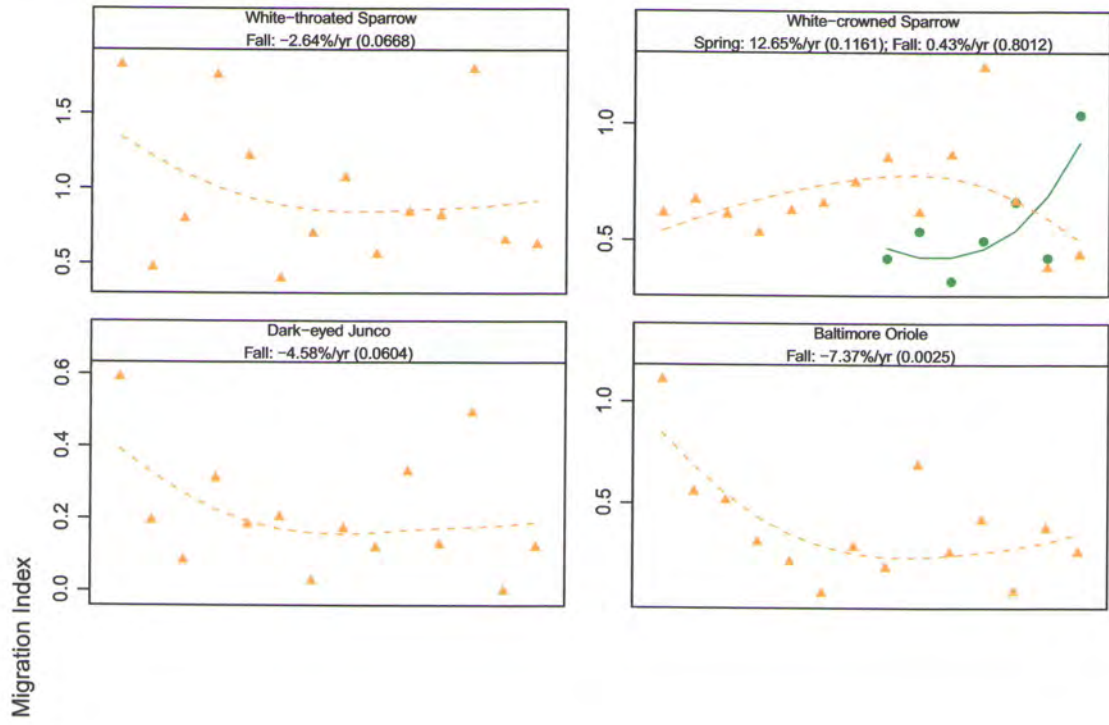 Migration Index
White-throated Sparrow
Fall: −2.64%/yr (0.0668)
1.5
1.0
0.5
White-crowned Sparrow
Spring: 12.65%/yr (0.1161); Fall: 0.43%/yr (0.8012)
1.0
0.5
Dark-eyed Junco
Fall: −4.58%/yr (0.0604)
0.6
0.4
0.2
0.0
Baltimore Oriole
Fall: −7.37%/yr (0.0025)
1.0
0.5